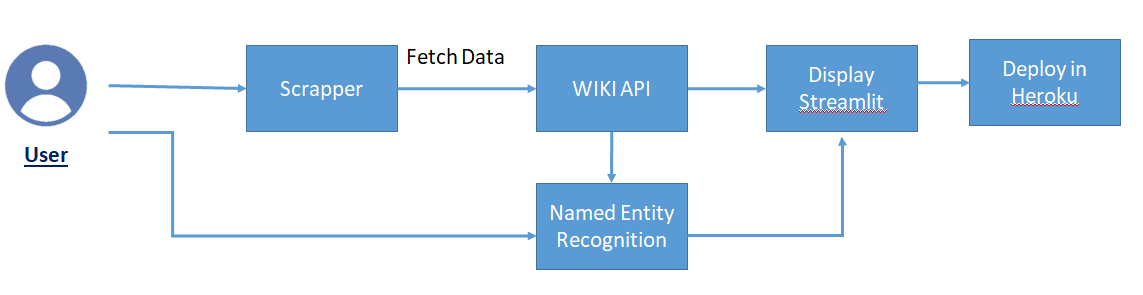 User
Scrapper
Fetch Data
WIKI API
Display
Streamlit
Deploy in
Heroku
Named Entity
Recognition